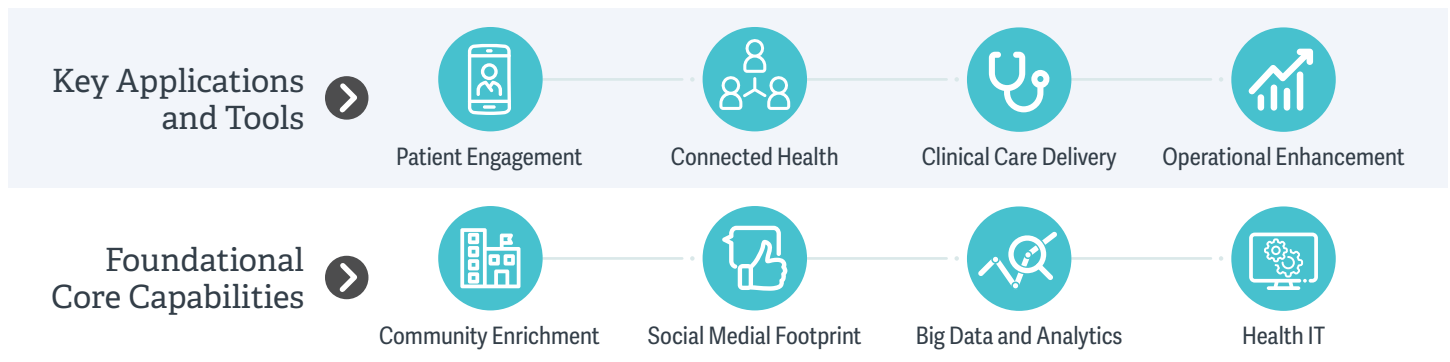 Key Applications
and Tools
Patient Engagement
Connected Health
Clinical Care Delivery
Operational Enhancement
Foundational
Core Capabilities
Community Enrichment
Social Medial Footprint
Big Data and Analytics
Health IT